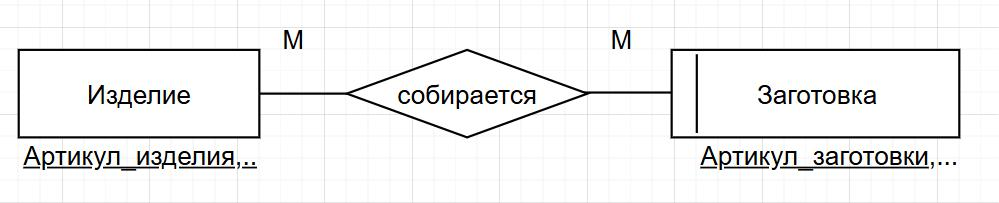 М М
Изделие собирается Заготовка
Артикул_изделия,.. Артикул_заготовки,...